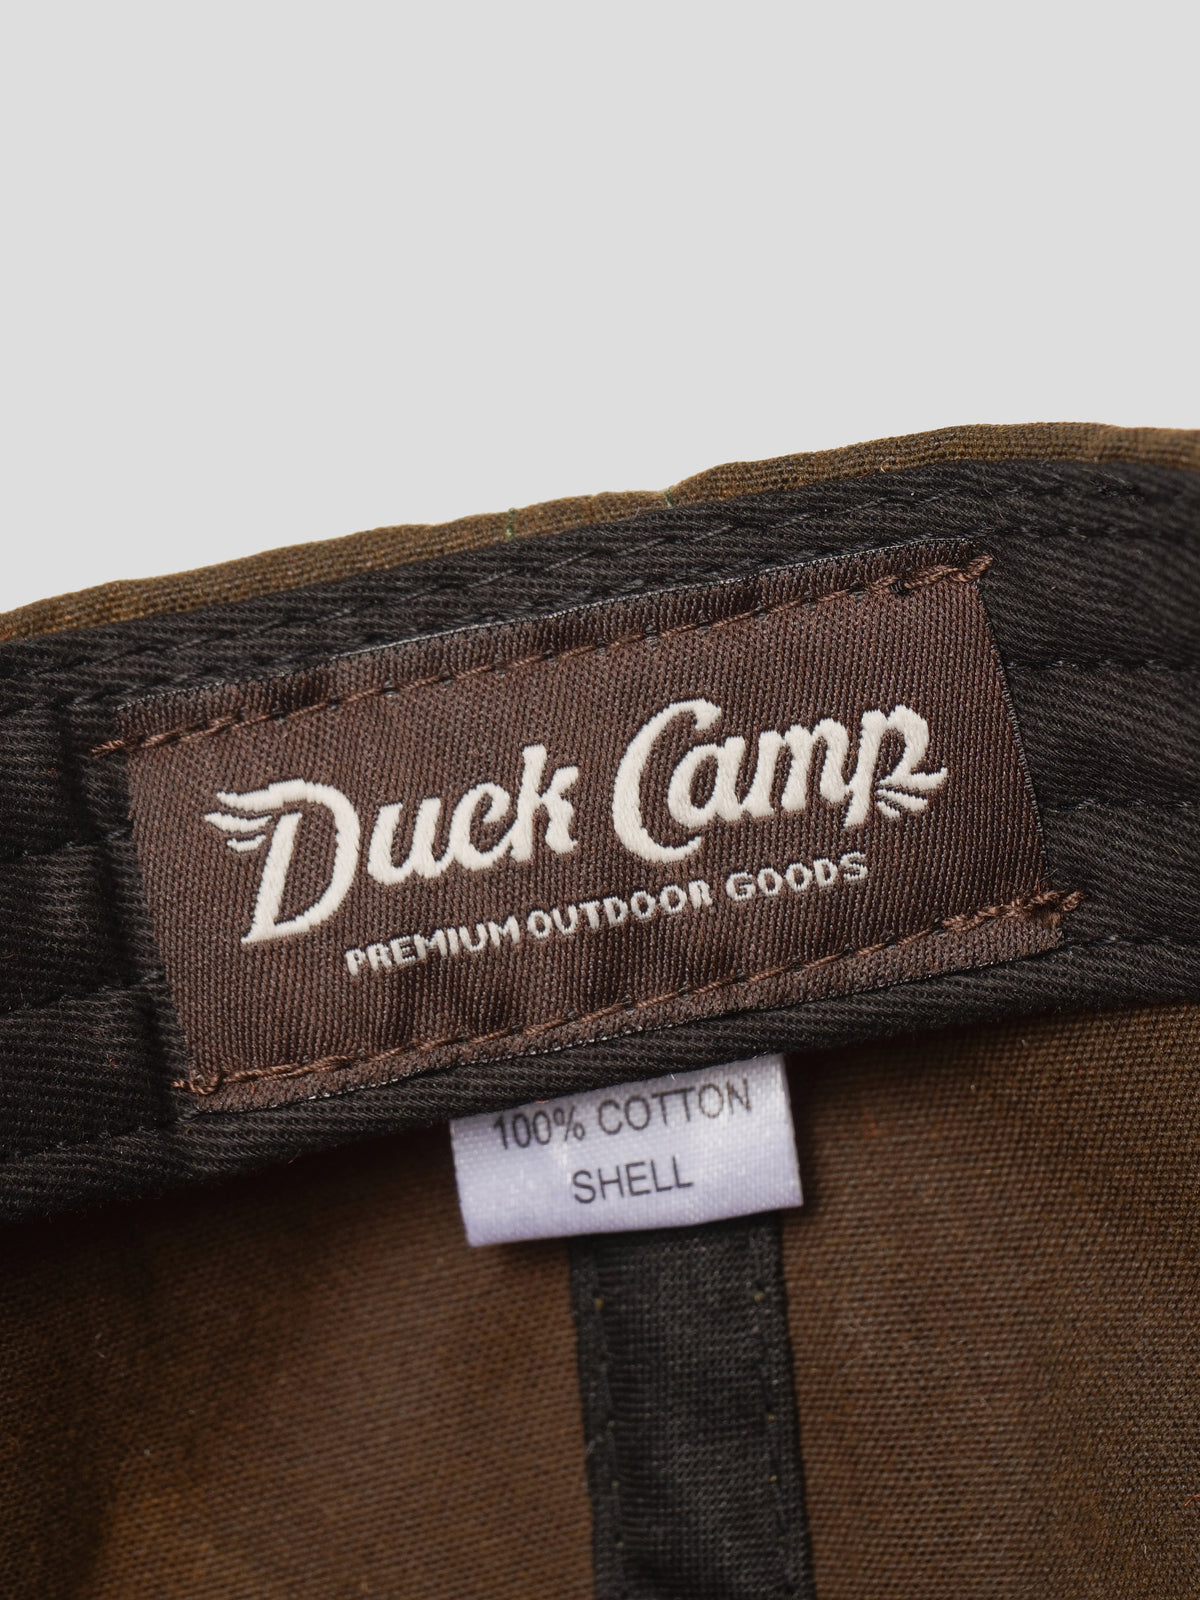 Duck Camp
PREMIUM OUTDOOR GOODS
100% COTTON
SHELL